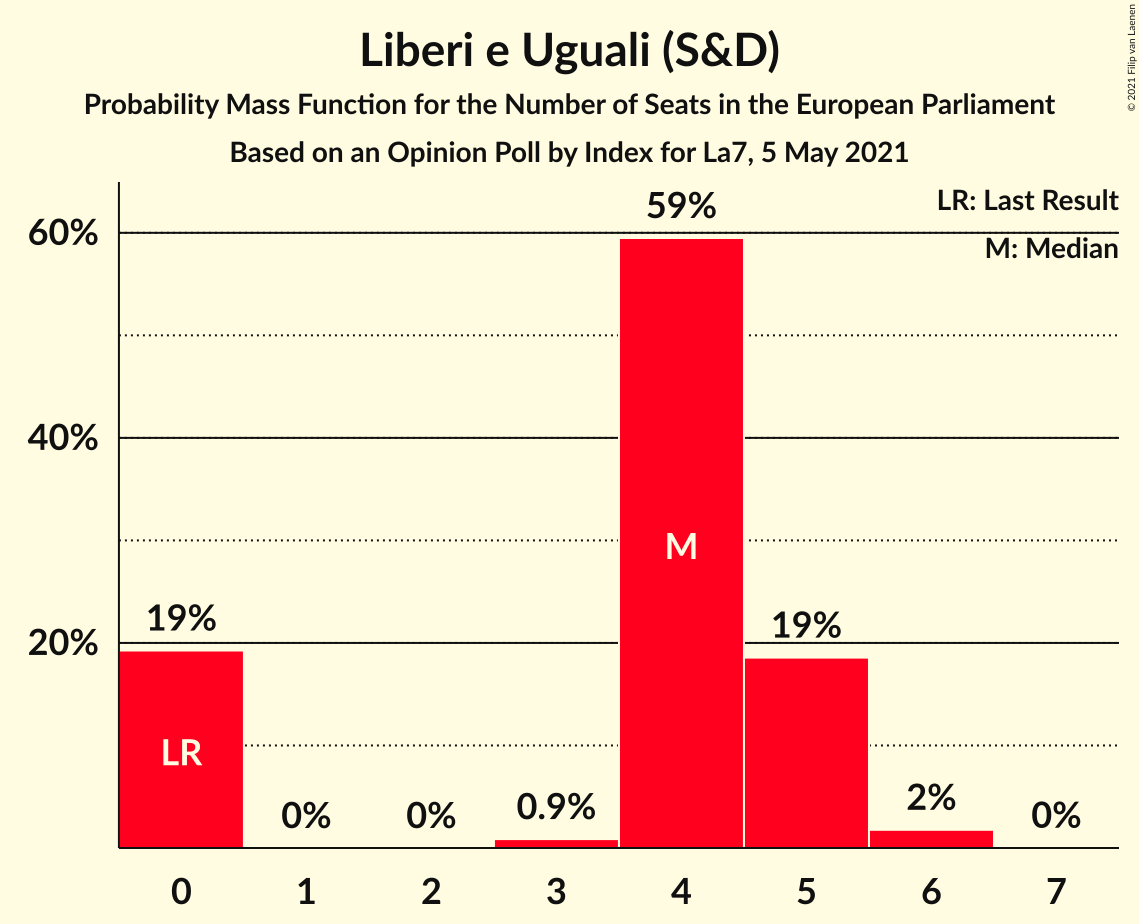 Liberi e Uguali (S&D)
Probability Mass Function for the Number of Seats in the European Parliament
Based on an Opinion Poll by Index for La7, 5 May 2021
© 2021 Filip van Laenen
LR: Last Result
M: Median
60%
40%
20%
19%
0%
0%
0.9%
59%
19%
2%
0%
LR
M
0
1
2
3
4
5
6
7